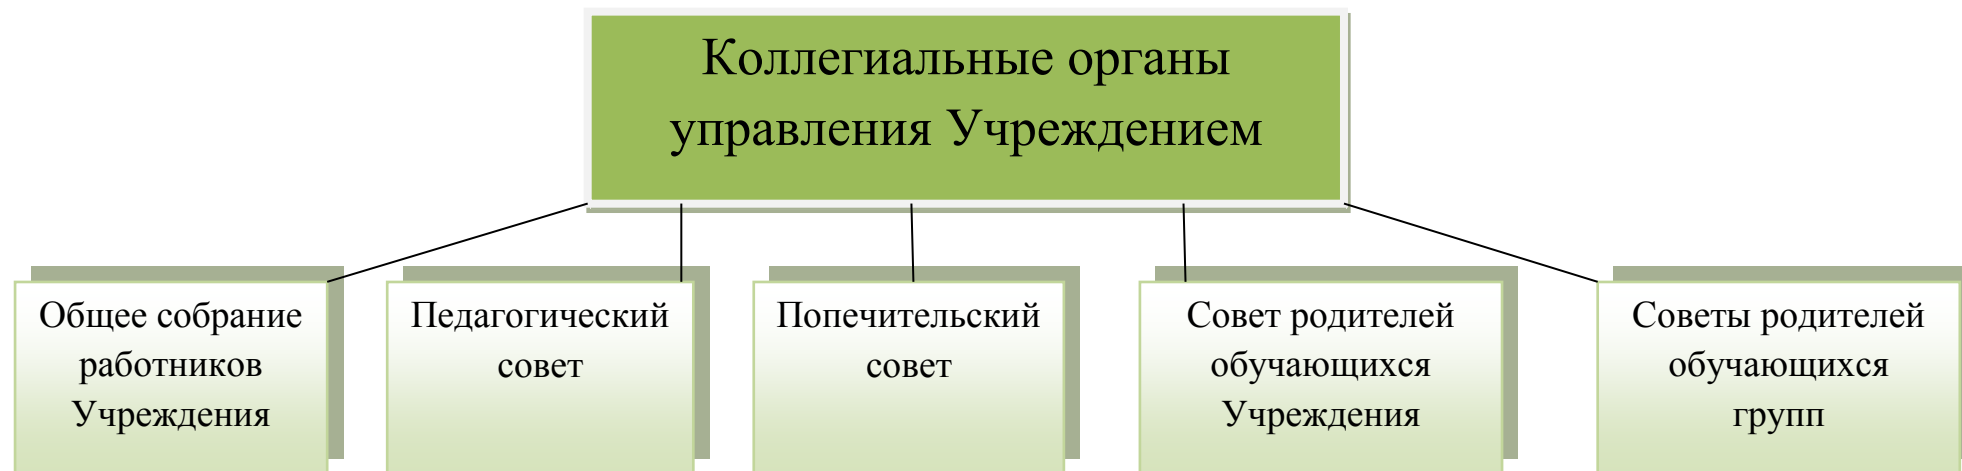 Коллегиальные органы
управления Учреждением
Общее собрание
работников
Учреждения
Педагогический
совет
Попечительский
совет
Совет родителей
обучающихся
Учреждения
Советы родителей
обучающихся
групп